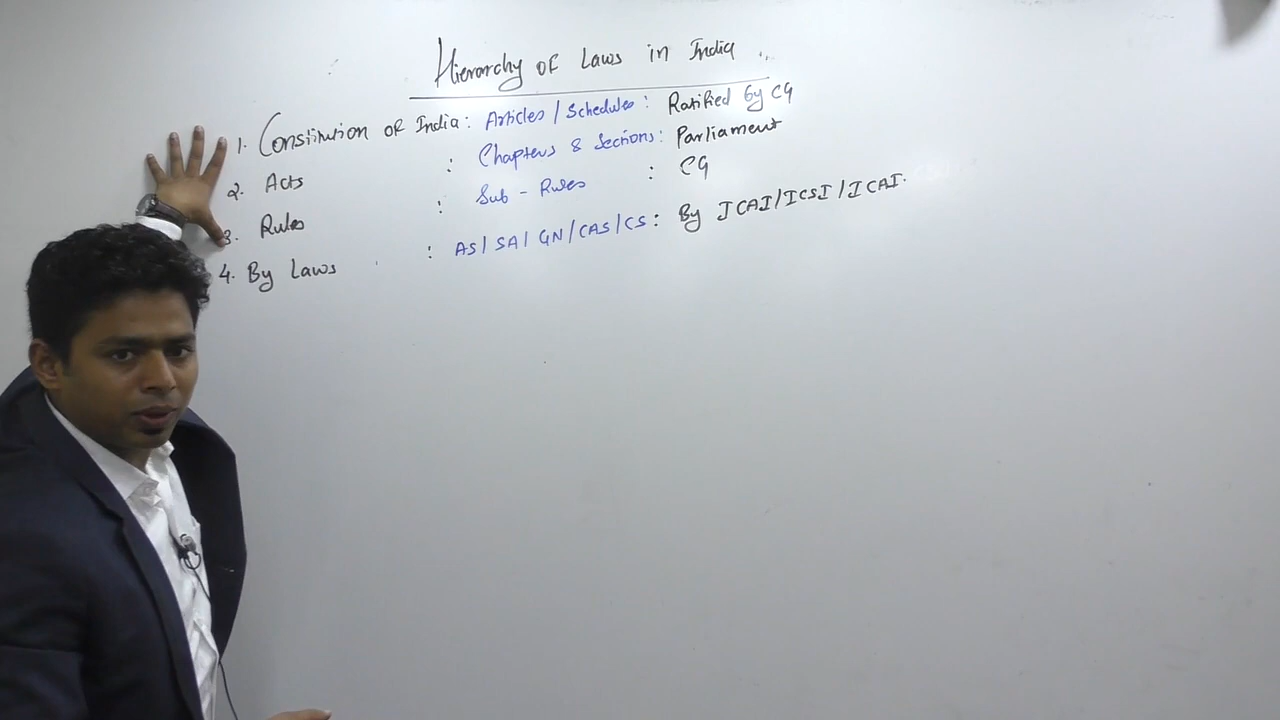 Hierarchy of Laws in India
1. Constitution of India: Articles / Schedules: Ratified by CG
2. Acts : Chapters & Sections: Parliament
3. Rules : Sub - Rules : CG
4. By Laws : AS / SA / GN / CAS / CS: By ICAI / ICSI / ICAI.